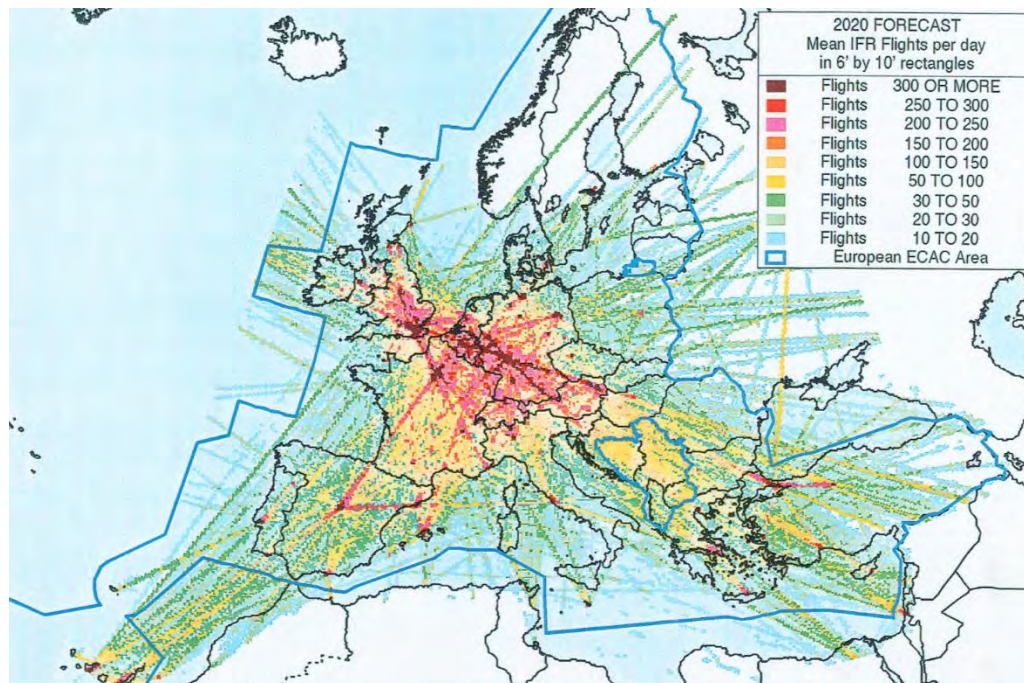 2020 FORECAST
Mean IFR Flights per day
in 6' by 10' rectangles
Flights 300 OR MORE
Flights 250 TO 300
Flights 200 TO 250
Flights 150 TO 200
Flights 100 TO 150
Flights 50 TO 100
Flights 30 TO 50
Flights 20 TO 30
Flights 10 TO 20
European ECAC Area